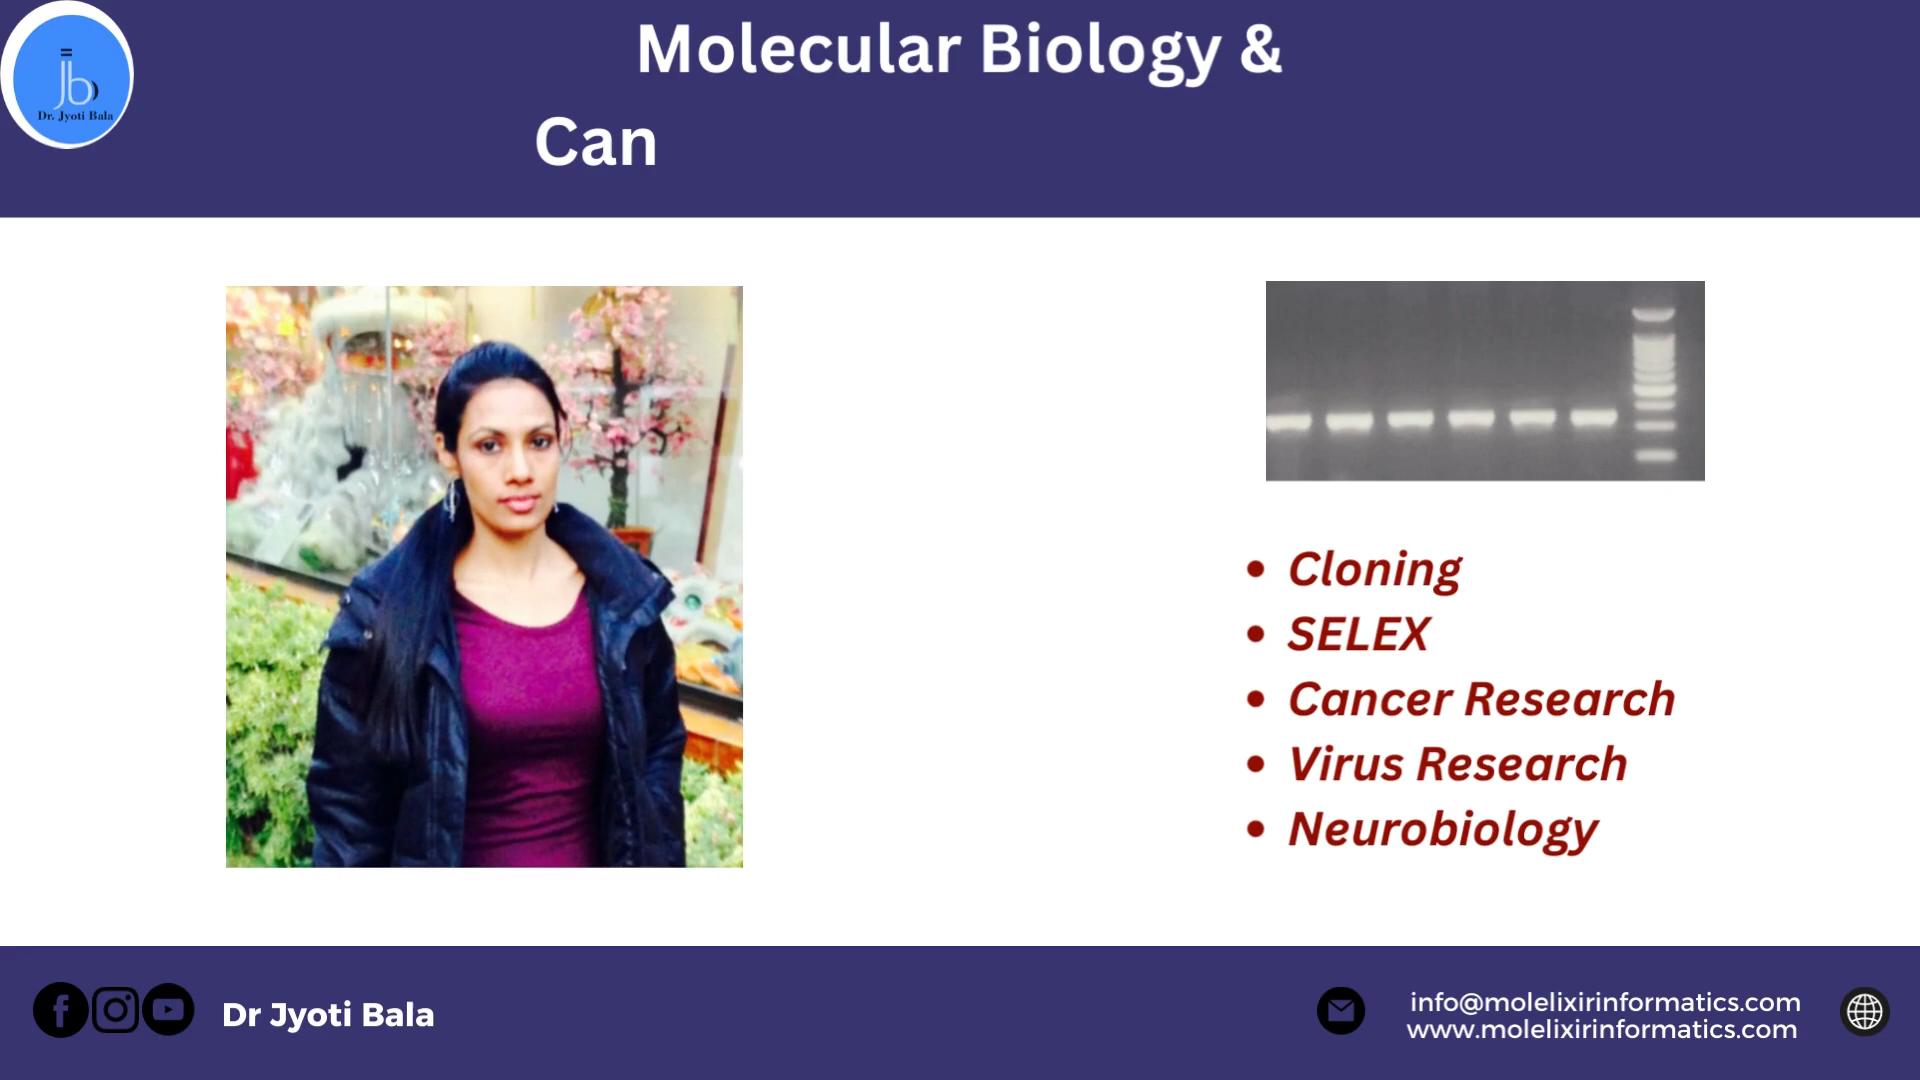 Molecular Biology &
Can
jb
Dr. Jyoti Bala
Cloning
SELEX
Cancer Research
Virus Research
Neurobiology
Dr Jyoti Bala
info@molelixirinformatics.com
www.molelixirinformatics.com